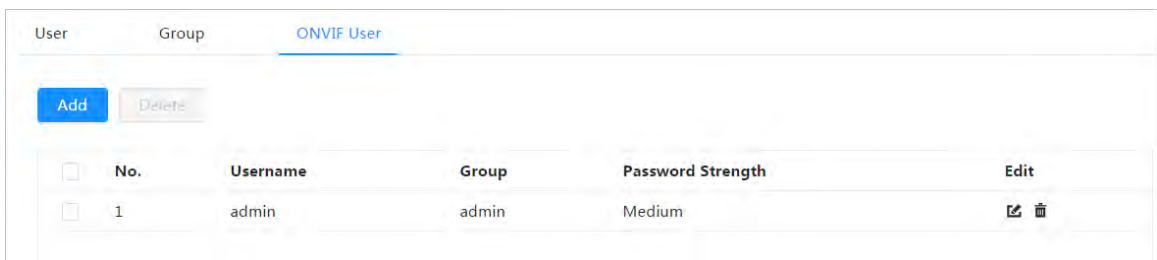 User Group ONVIF User
Add Delete
No. Username Group Password Strength Edit
1 admin admin Medium